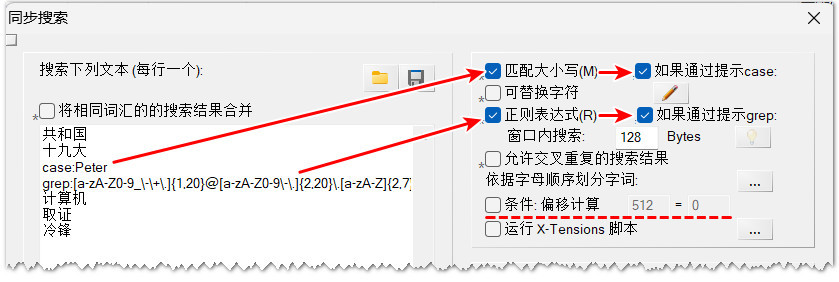 同步搜索
搜索下列文本 (每行一个):
将相同词汇的的搜索结果合并
共和国
十九大
case:Peter
grep:[a-zA-Z0-9_\-\+\.]{1,20}@[a-zA-Z0-9\-\.]{2,20}\.[a-zA-Z]{2,7}
计算机
取证
冷锋
匹配大小写(M) 如果通过提示case:
可替换字符
正则表达式(R) 如果通过提示grep:
窗口内搜索: 128 Bytes
允许交叉重复的搜索结果
依据字母顺序划分字词: ...
条件: 偏移计算 512 = 0
运行 X-Tensions 脚本 ...